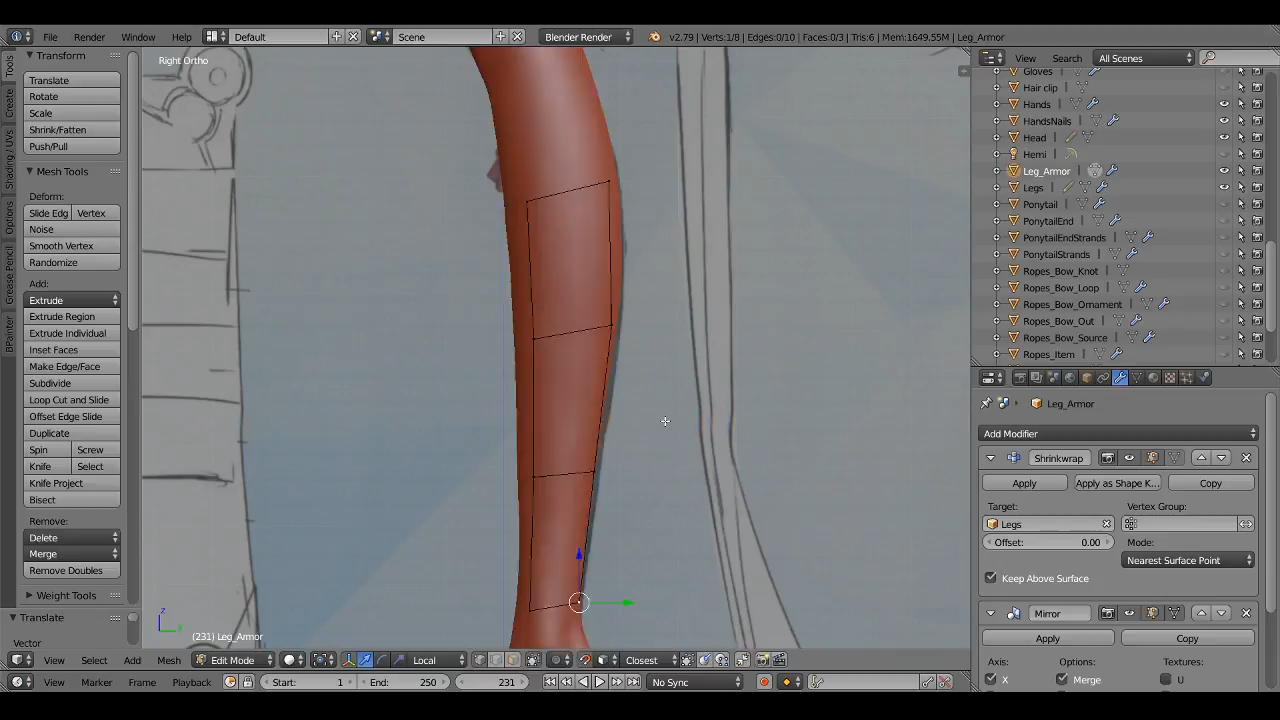 File Render Window Help Default Scene Blender Render v2.79 | Verts:1/8 | Edges:0/10 | Faces:0/3 | Tris:6 | Mem:1649.55M | Leg_Armor
Tools
Create
Shading / UVs
Options
Grease Pencil
BPainter
Transform
Translate
Rotate
Scale
Shrink/Fatten
Push/Pull
Mesh Tools
Deform:
Slide Edg Vertex
Noise
Smooth Vertex
Randomize
Add:
Extrude
Extrude Region
Extrude Individual
Inset Faces
Make Edge/Face
Subdivide
Loop Cut and Slide
Offset Edge Slide
Duplicate
Spin Screw
Knife Select
Knife Project
Bisect
Remove:
Delete
Merge
Remove Doubles
Weight Tools
Translate
Vector
Right Ortho
z
(231) Leg_Armor
View Search All Scenes
Gloves
Hair clip
Hands
HandsNails
Head
Hemi
Leg_Armor
Legs
Ponytail
PonytailEnd
PonytailEndStrands
PonytailStrands
Ropes_Bow_Knot
Ropes_Bow_Loop
Ropes_Bow_Ornament
Ropes_Bow_Out
Ropes_Bow_Source
Ropes_Item
Leg_Armor
Add Modifier
Shrinkwrap
Apply Apply as Shape K... Copy
Target: Vertex Group:
Legs
Offset: 0.00 Mode:
Nearest Surface Point
Keep Above Surface
Mirror
Apply Copy
Axis: Options: Textures:
X Merge U
View Select Add Mesh Edit Mode Local Closest
View Marker Frame Playback Start: 1 End: 250 231 No Sync